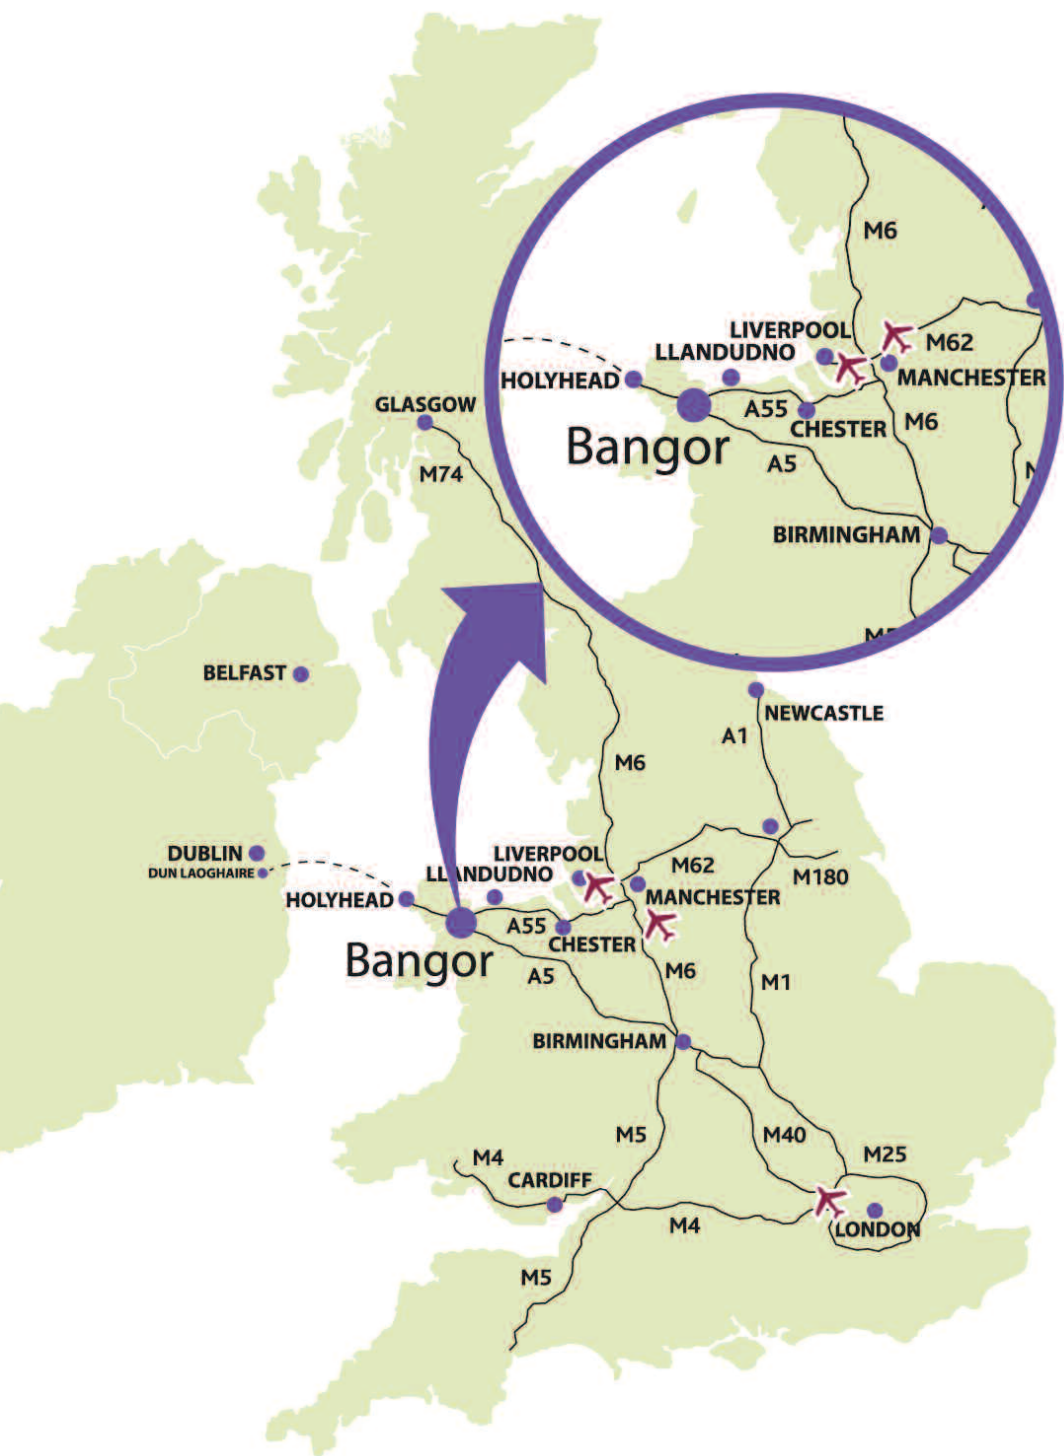 M6
LIVERPOOL
M62
LLANDUDNO
HOLYHEAD
MANCHESTER
A55
M6
CHESTER
Bangor
A5
BIRMINGHAM
GLASGOW
M74
BELFAST
NEWCASTLE
A1
M6
DUBLIN
LIVERPOOL
M62
DUN LAOGHAIRE
LLANDUDNO
M180
HOLYHEAD
MANCHESTER
A55
CHESTER
Bangor
A5
M6
M1
BIRMINGHAM
M5
M40
M4
M25
CARDIFF
M4
LONDON
M5